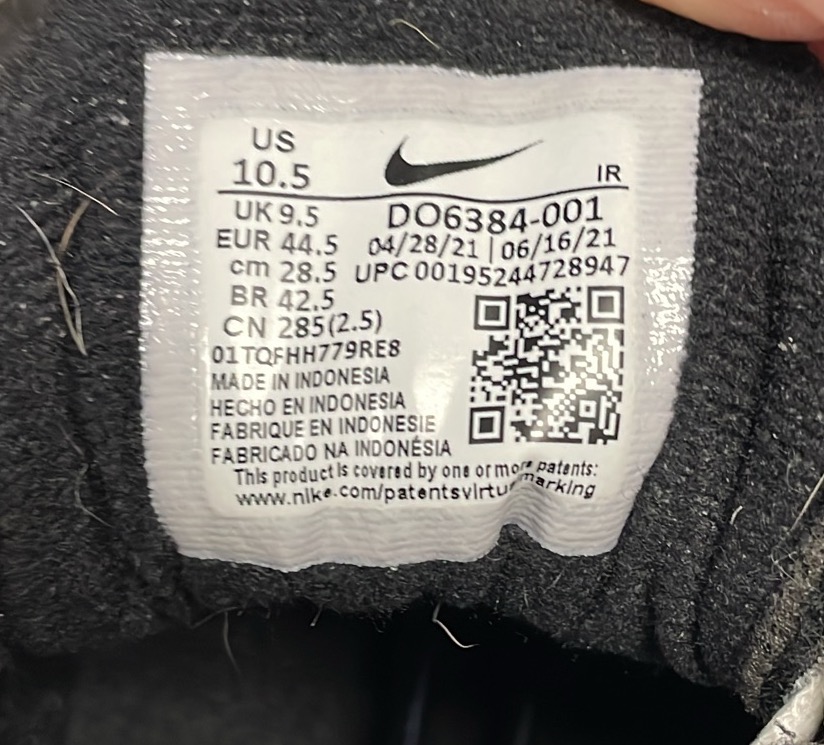 US
10.5
IR
UK 9.5
DO6384-001
EUR 44.5
04/28/21 | 06/16/21
cm 28.5
UPC 00195244728947
BR 42.5
CN 285(2.5)
01TQFHH779RE8
MADE IN INDONESIA
HECHO EN INDONESIA
FABRIQUE EN INDONESIE
FABRICADO NA INDONÉSIA
This product is covered by one or more patents:
www.nike.com/patentsvirtu marking